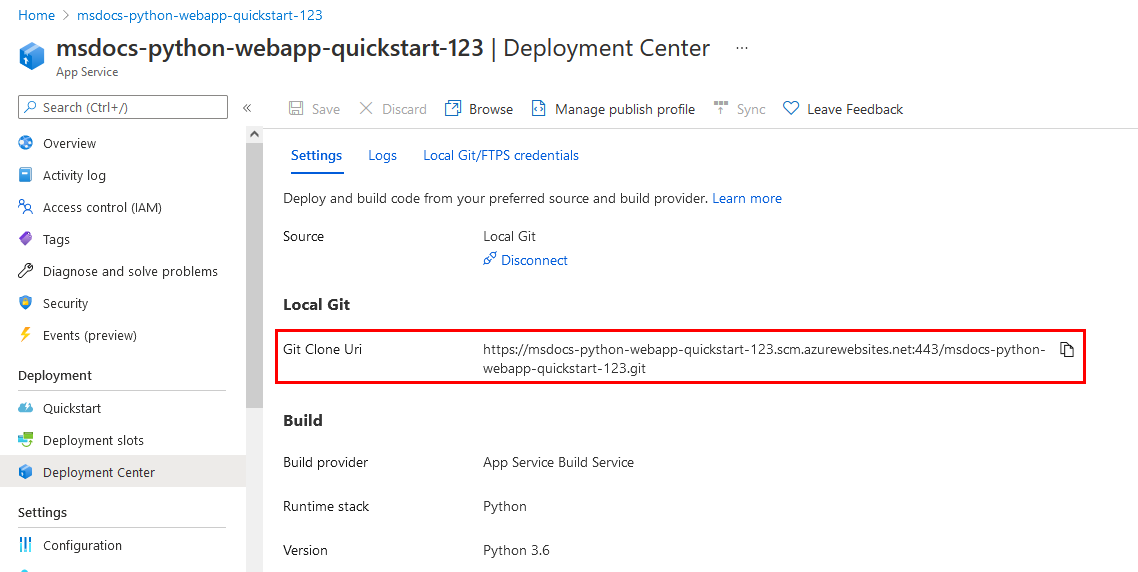 Home > msdocs-python-webapp-quickstart-123
msdocs-python-webapp-quickstart-123 | Deployment Center ...
App Service
Search (Ctrl+/) «
Overview
Activity log
Access control (IAM)
Tags
Diagnose and solve problems
Security
Events (preview)
Deployment
Quickstart
Deployment slots
Deployment Center
Settings
Configuration
Save Discard Browse Manage publish profile Sync Leave Feedback
Settings Logs Local Git/FTPS credentials
Deploy and build code from your preferred source and build provider. Learn more
Source Local Git
Disconnect
Local Git
Git Clone Uri https://msdocs-python-webapp-quickstart-123.scm.azurewebsites.net:443/msdocs-python-
webapp-quickstart-123.git
Build
Build provider App Service Build Service
Runtime stack Python
Version Python 3.6